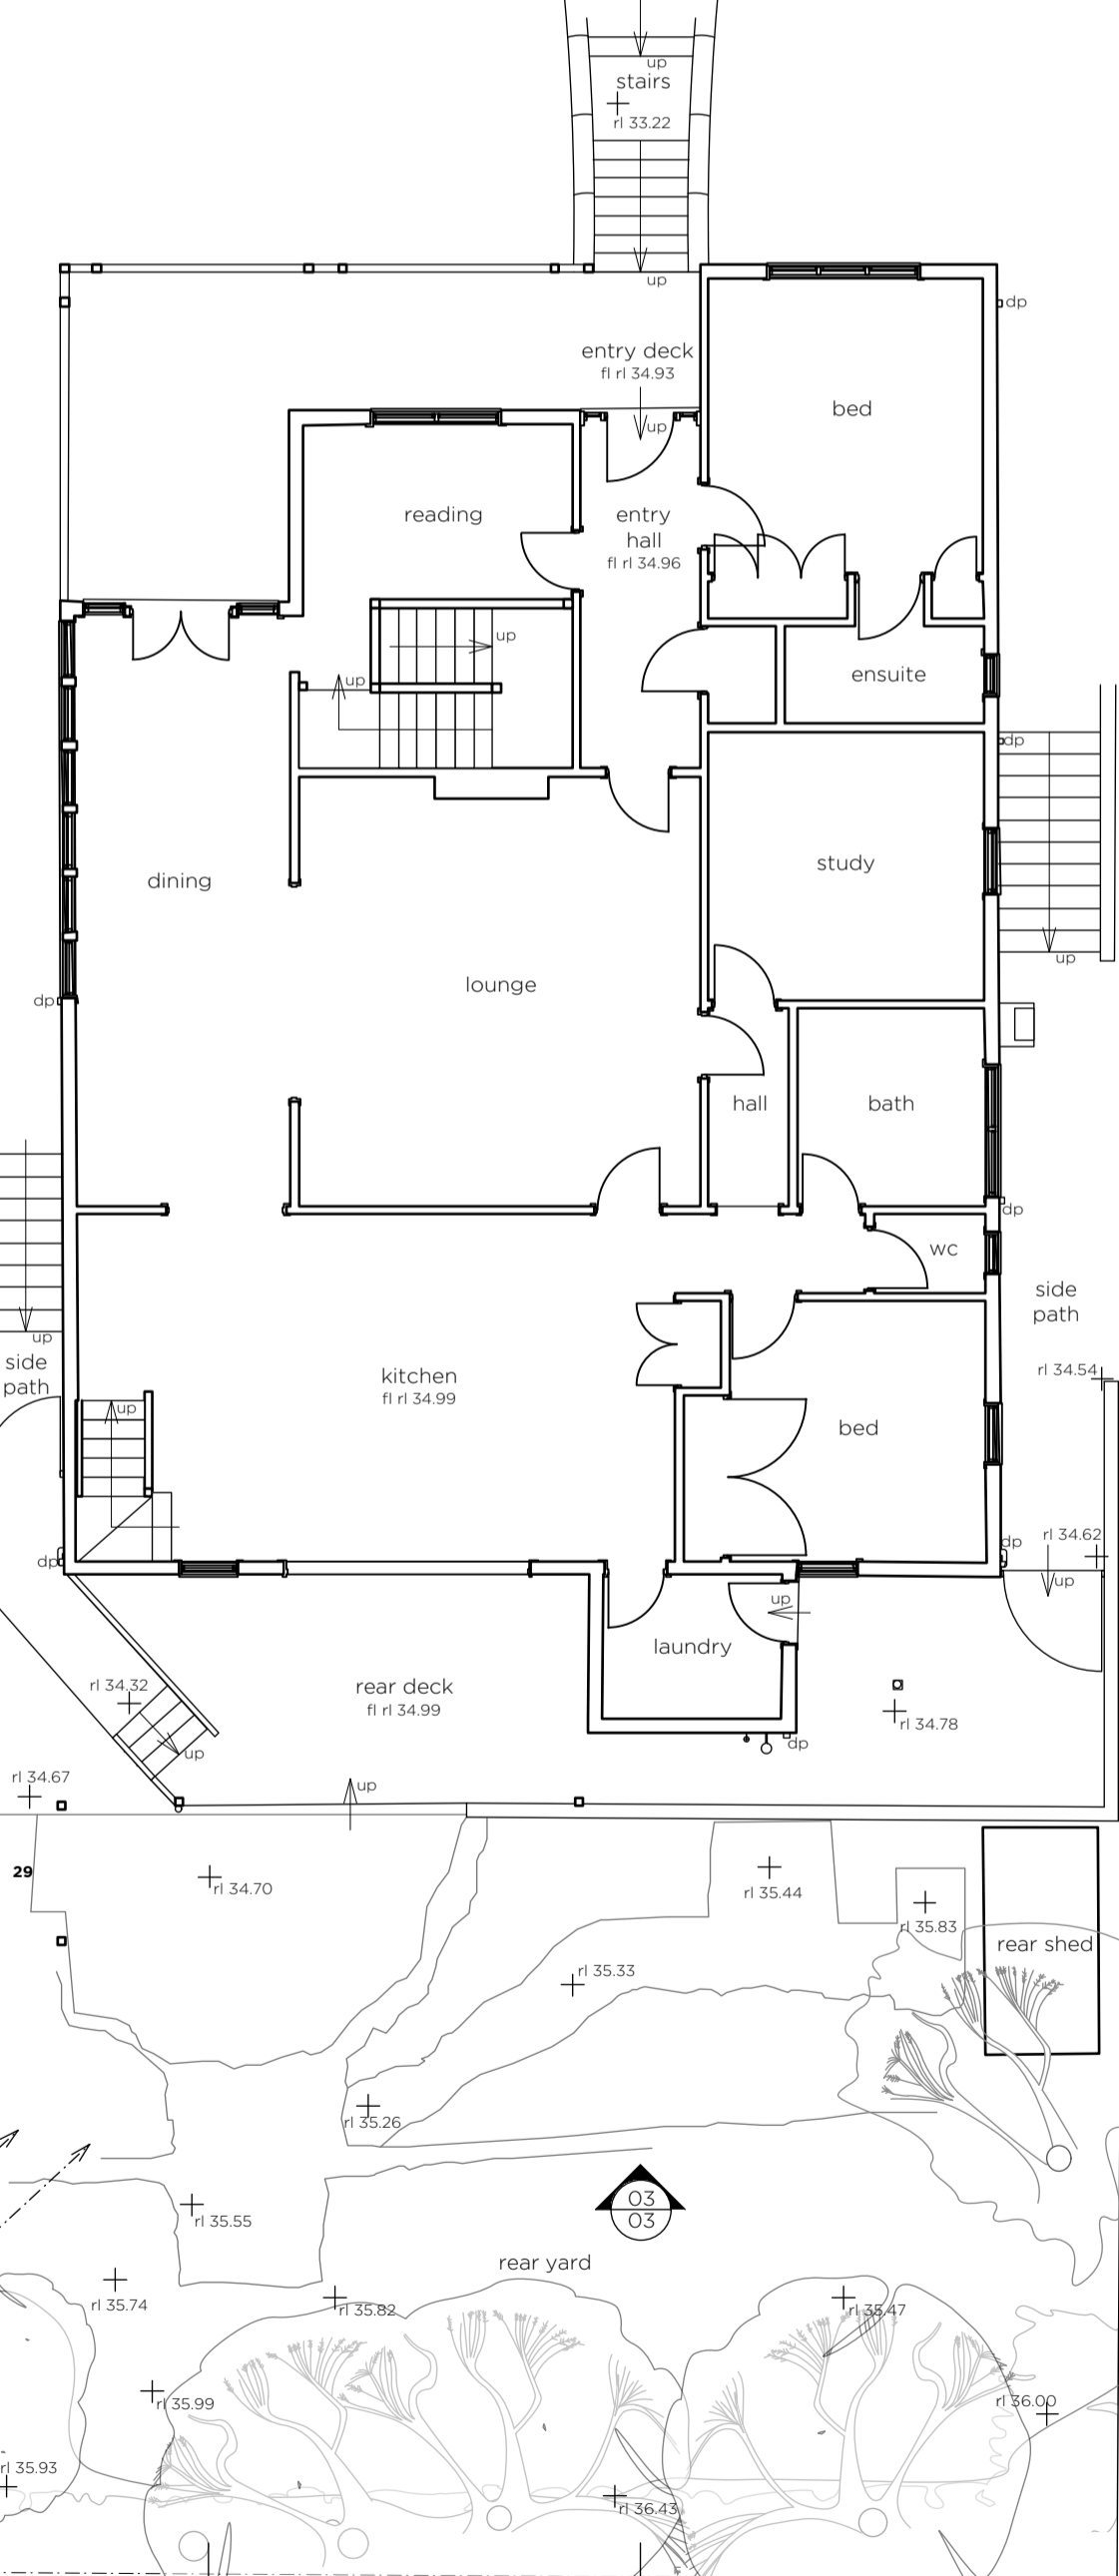 up
stairs
rl 33.22
up
dp
entry deck
fl rl 34.93
up
bed
reading
entry
hall
fl rl 34.96
up
up
ensuite
dp
study
dining
up
lounge
dp
hall
bath
dp
wc
side
path
up
side
path
rl 34.54
kitchen
fl rl 34.99
up
bed
rl 34.62
dp
dp
up
up
laundry
rl 34.32
rear deck
fl rl 34.99
rl 34.78
up
dp
rl 34.67
up
29
rl 34.70
rl 35.44
rl 35.83
rear shed
rl 35.33
rl 35.26
03
03
rl 35.55
rear yard
rl 35.74
rl 35.82
rl 35.47
rl 35.99
rl 36.00
rl 35.93
rl 36.43